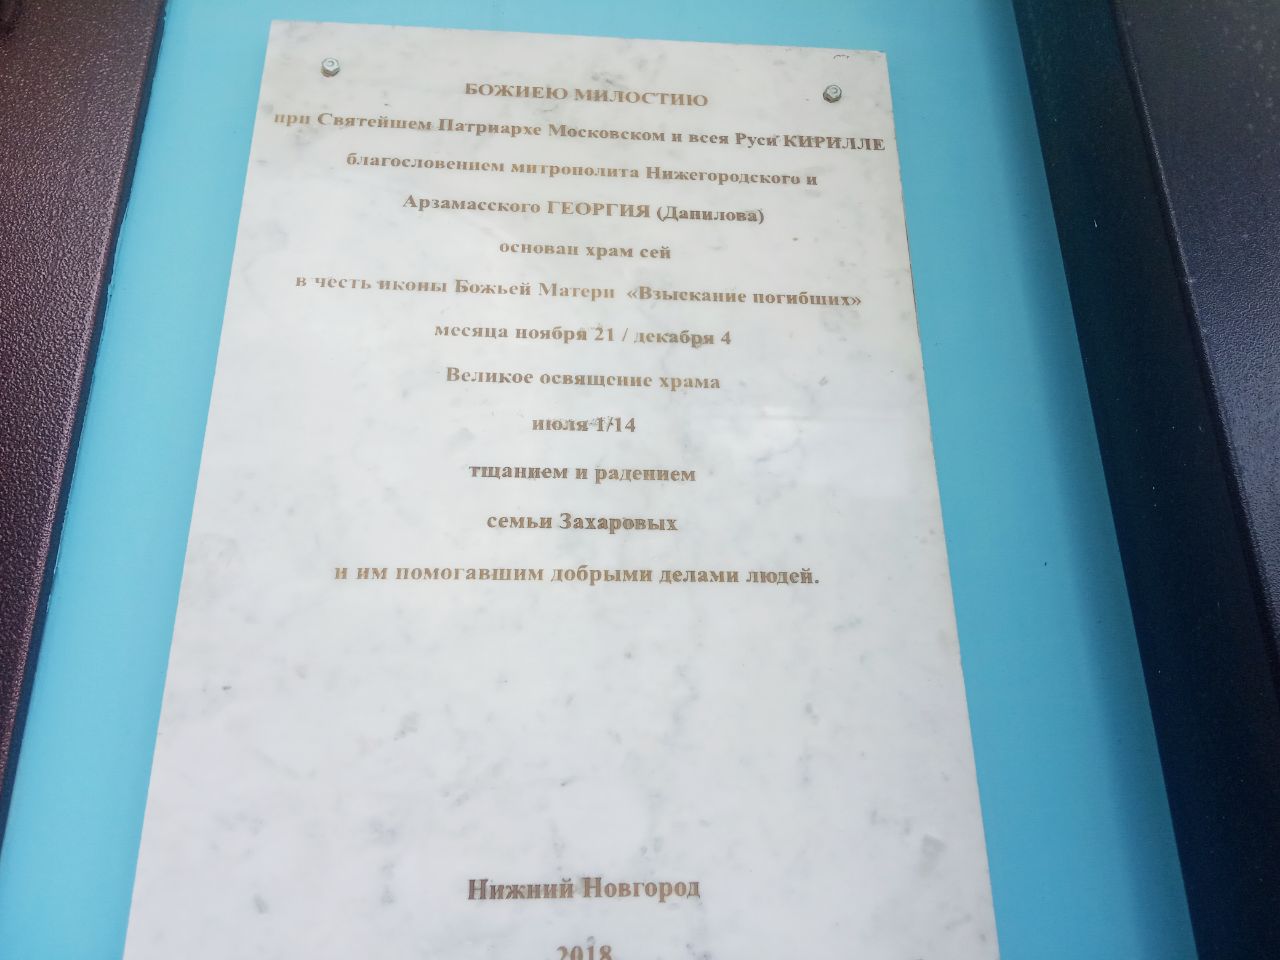 БОЖИЕЮ МИЛОСТИЮ
при Святейшем Патриархе Московском и всея Руси КИРИЛЛЕ
благословением митрополита Нижегородского и
Арзамасского ГЕОРГИЯ (Данилова)
основан храм сей
в честь иконы Божьей Матери «Взыскание погибших»
месяца ноября 21 / декабря 4
Великое освящение храма
июля 1/14
тщанием и радением
семьи Захаровых
и им помогавшим добрыми делами людей.
Нижний Новгород
2018